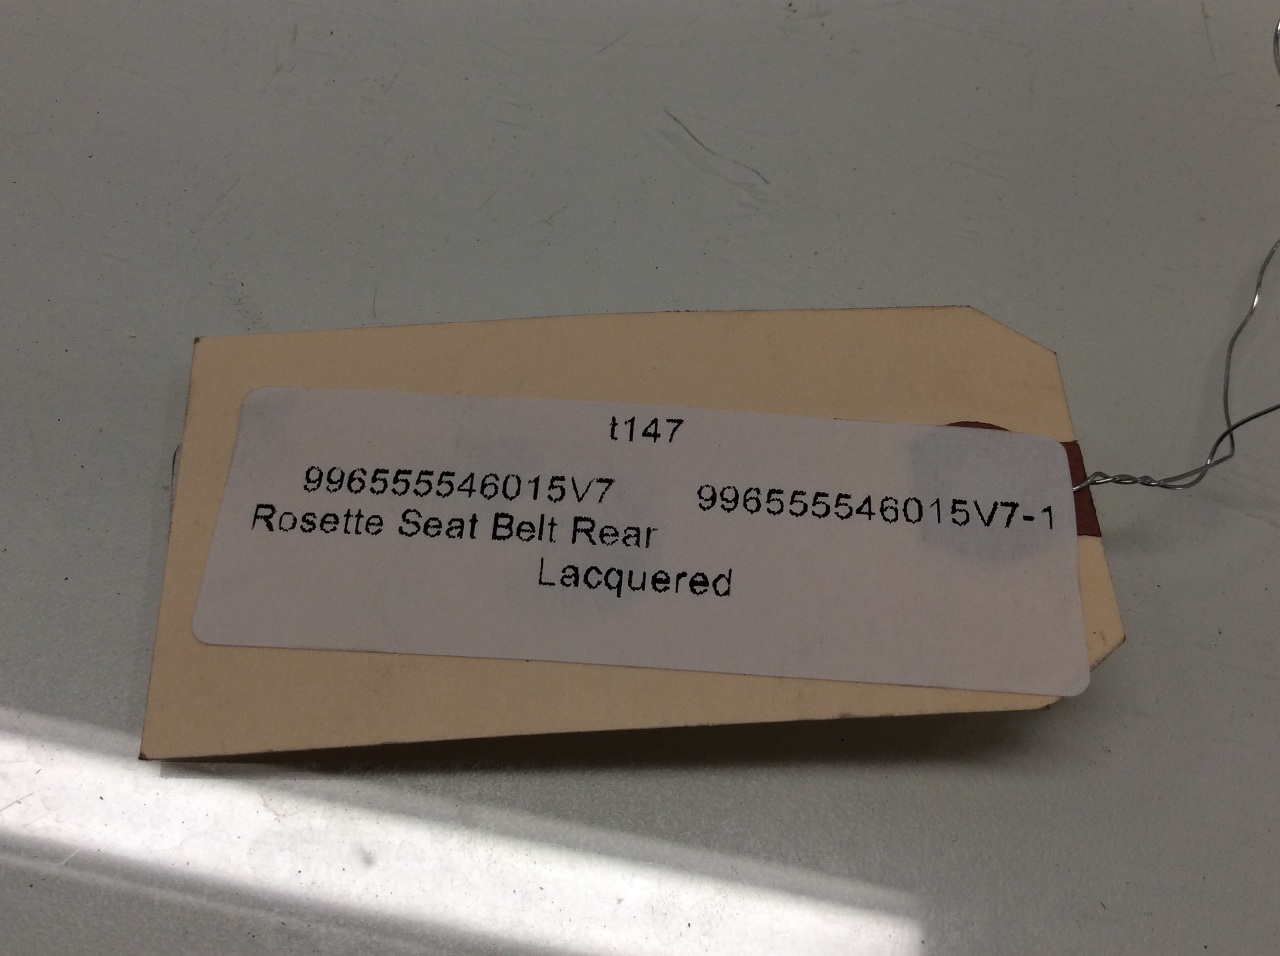 t147
996555546015V7 996555546015V7-1
Rosette Seat Belt Rear
Lacquered